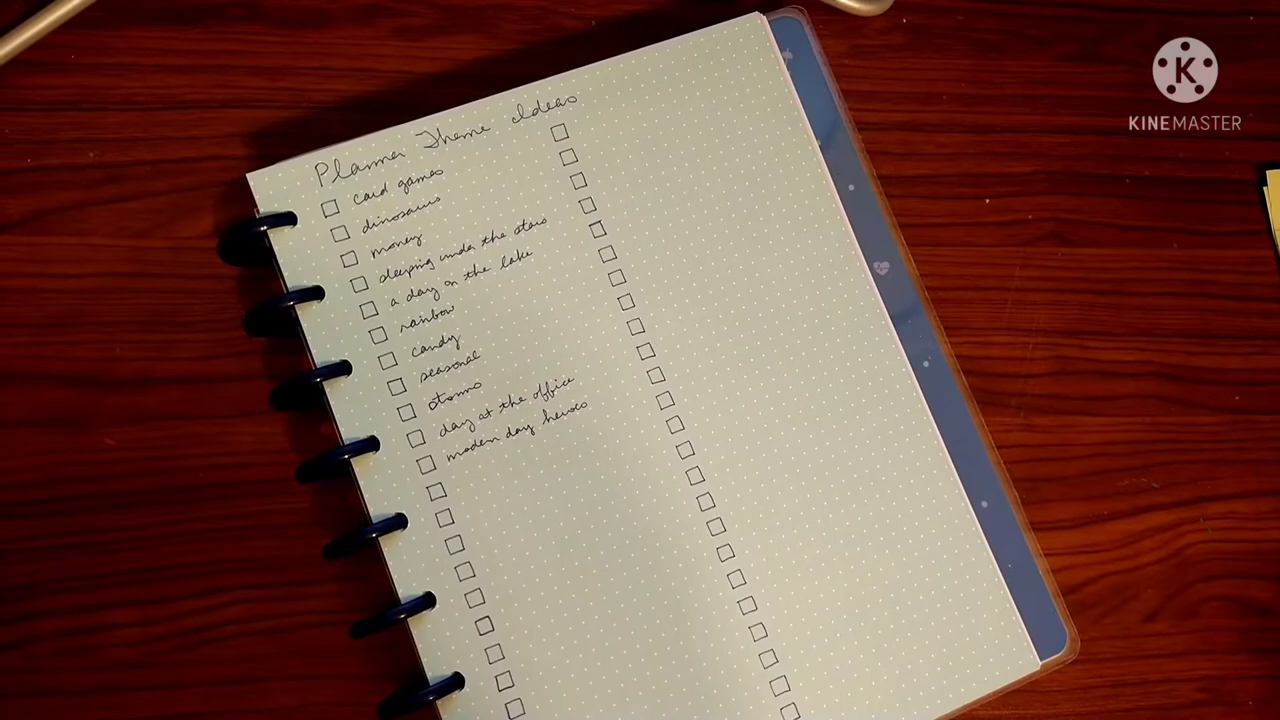 Planner Theme Ideas
card games
dinosaurs
money
sleeping under the stars
a day on the lake
rainbow
candy
seasonal
storms
day at the office
modern day heroes
K
KINEMASTER